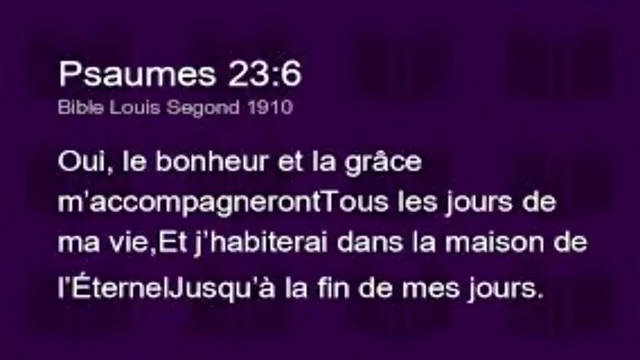 Psaumes 23:6
Bible Louis Segond 1910
Oui, le bonheur et la grâce
m'accompagnerontTous les jours de
ma vie,Et j'habiterai dans la maison de
l'ÉternelJusqu'à la fin de mes jours.